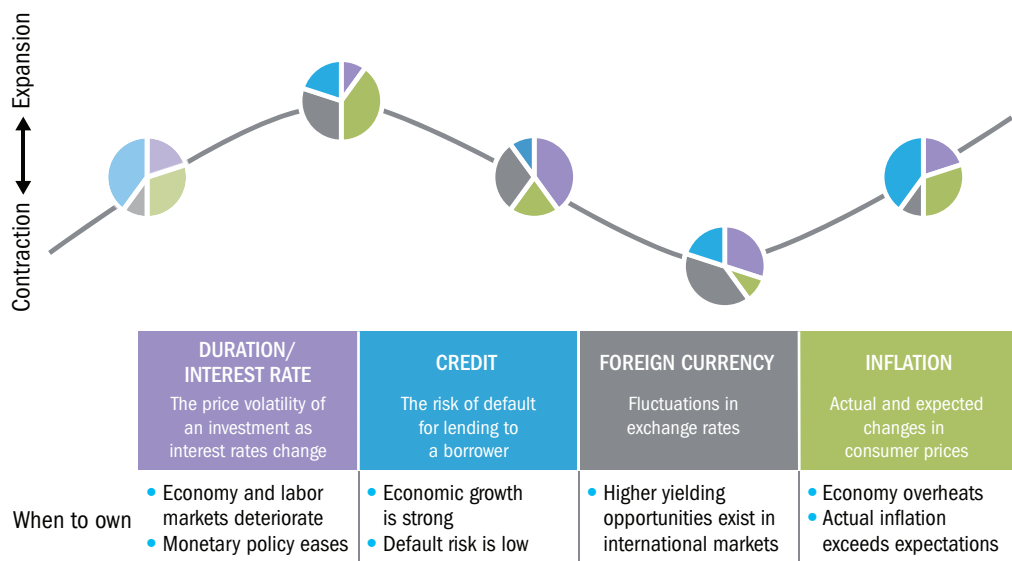 Expansion
Contraction
DURATION/
INTEREST RATE
The price volatility of
an investment as
interest rates change
CREDIT
The risk of default
for lending to
a borrower
FOREIGN CURRENCY
Fluctuations in
exchange rates
INFLATION
Actual and expected
changes in
consumer prices
When to own
• Economy and labor
markets deteriorate
• Monetary policy eases
• Economic growth
is strong
• Default risk is low
• Higher yielding
opportunities exist in
international markets
• Economy overheats
• Actual inflation
exceeds expectations